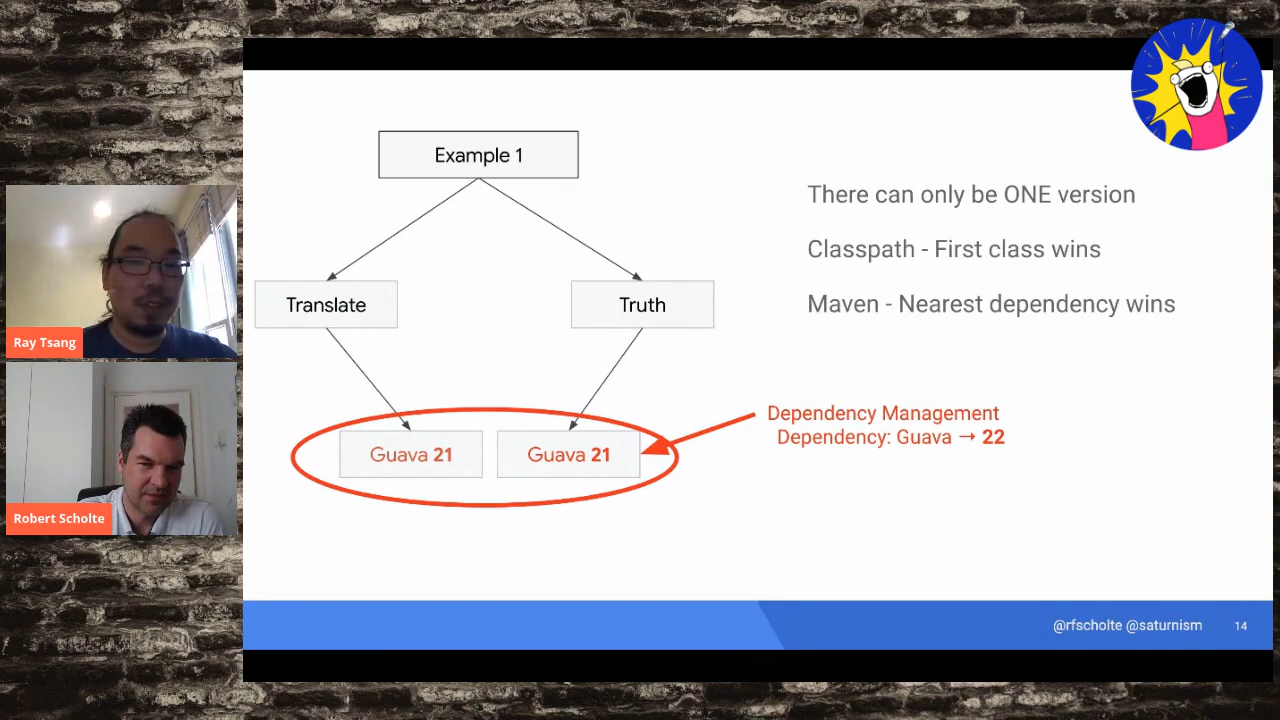 Example 1
Translate
Truth
Guava 21
Guava 21
There can only be ONE version
Classpath - First class wins
Maven - Nearest dependency wins
Dependency Management
Dependency: Guava → 22
Ray Tsang
Robert Scholte
@rfscholte @saturnism
14